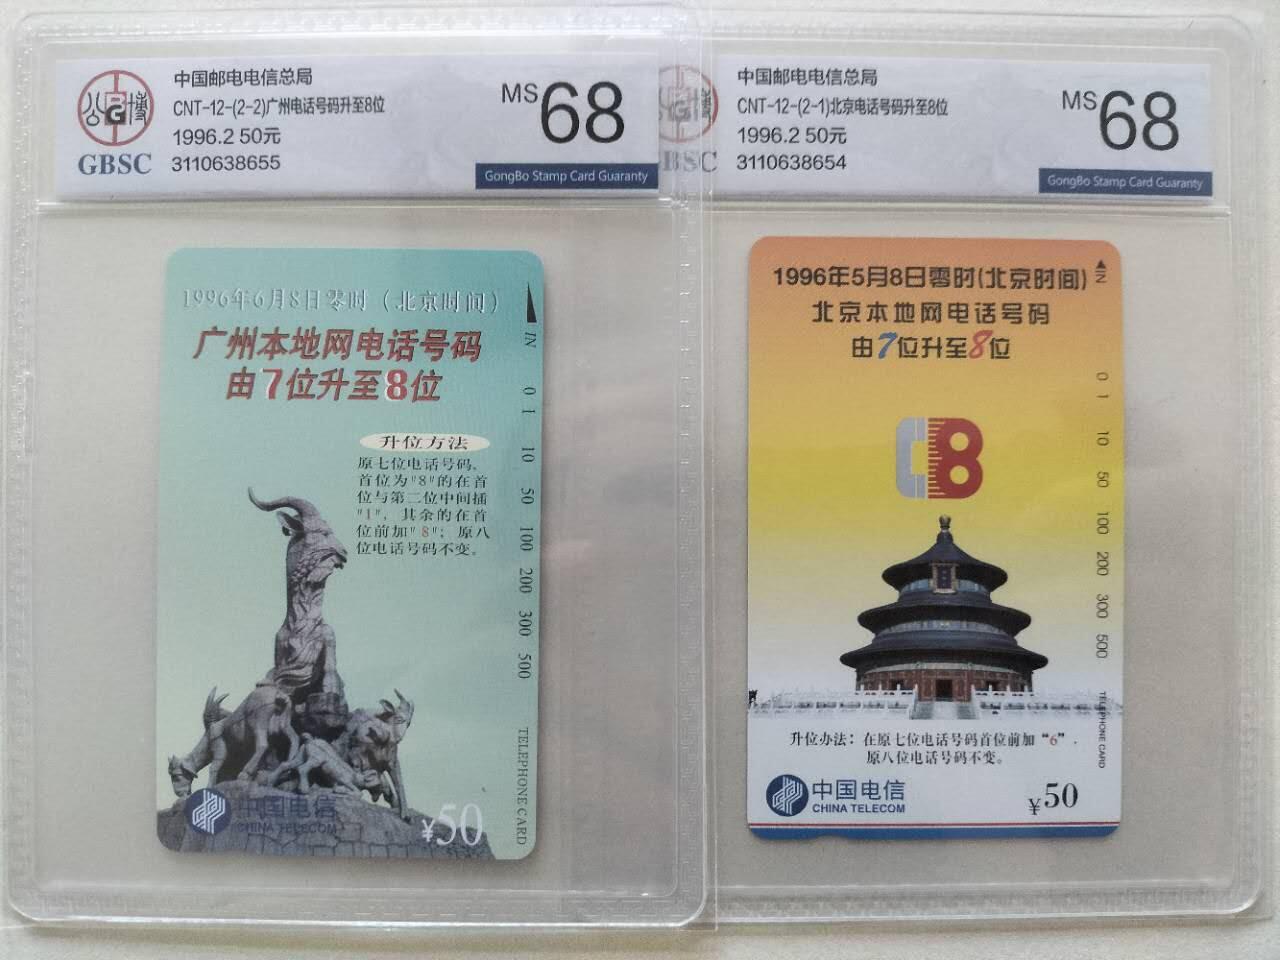 中国邮电电信总局
CNT-12-(2-2)广州电话号码升至8位
1996.2 50元
3110638655
MS 68
公博
BG
GBSC
GongBo Stamp Card Guaranty
1996年6月8日零时（北京时间）
广州本地网电话号码
由7位升至8位
升位方法
原七位电话号码，
首位为"8"的在首
位与第二位中间插
"1"，其余的在首
位前加"8"；原八
位电话号码不变。
IN
0 1 10 50 100 200 300 500
TELEPHONE CARD
中国电信
CHINA TELECOM
¥50
中国邮电电信总局
CNT-12-(2-1)北京电话号码升至8位
1996.2 50元
3110638654
MS 68
博
G
BSC
GongBo Stamp Card Guaranty
1996年5月8日零时(北京时间)
北京本地网电话号码
由7位升至8位
8
IN
0 1 10 50 100 200 300 500
TELEPHONE CARD
升位办法：在原七位电话号码首位前加“6”．
原八位电话号码不变。
中国电信
CHINA TELECOM
¥50